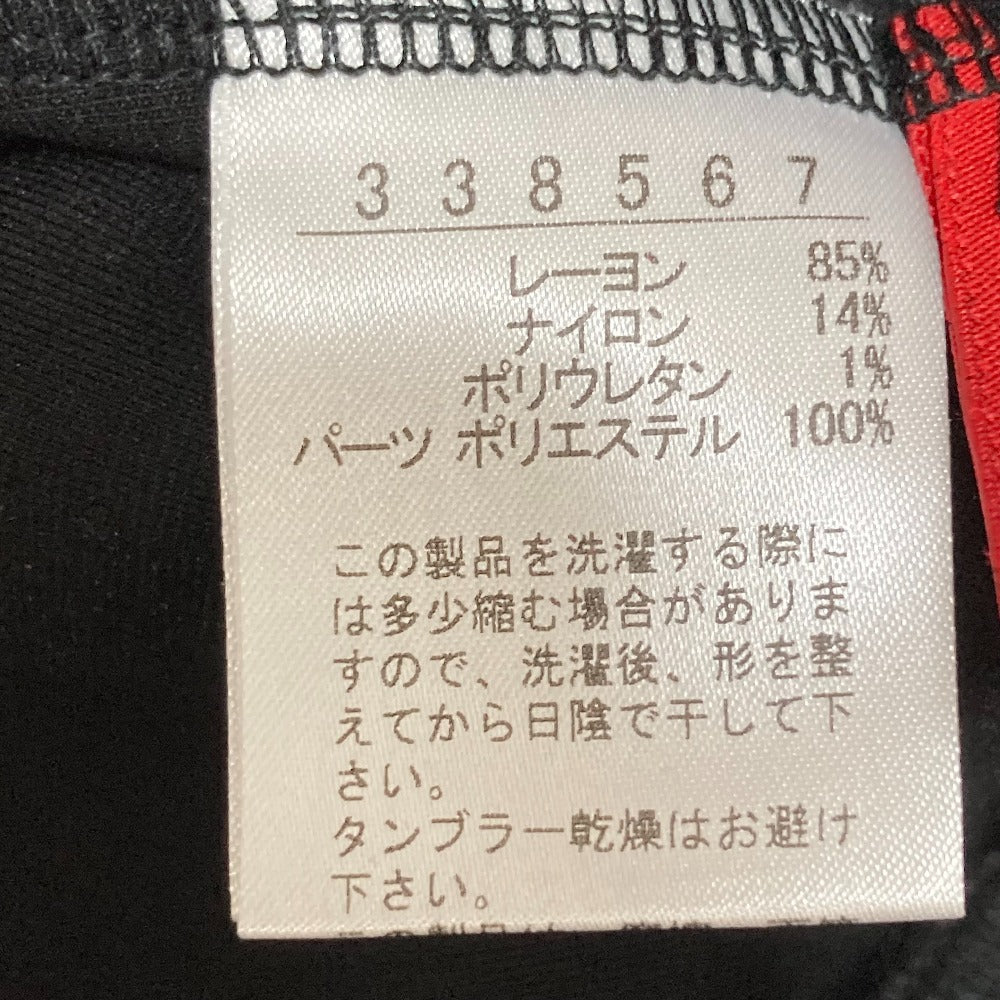 338567
レーヨン 85%
ナイロン 14%
ポリウレタン 1%
パーツ ポリエステル 100%
この製品を洗濯する際に
は多少縮む場合がありま
すので、洗濯後、形を整
えてから日陰で干して下
さい。
タンブラー乾燥はお避け
下さい。